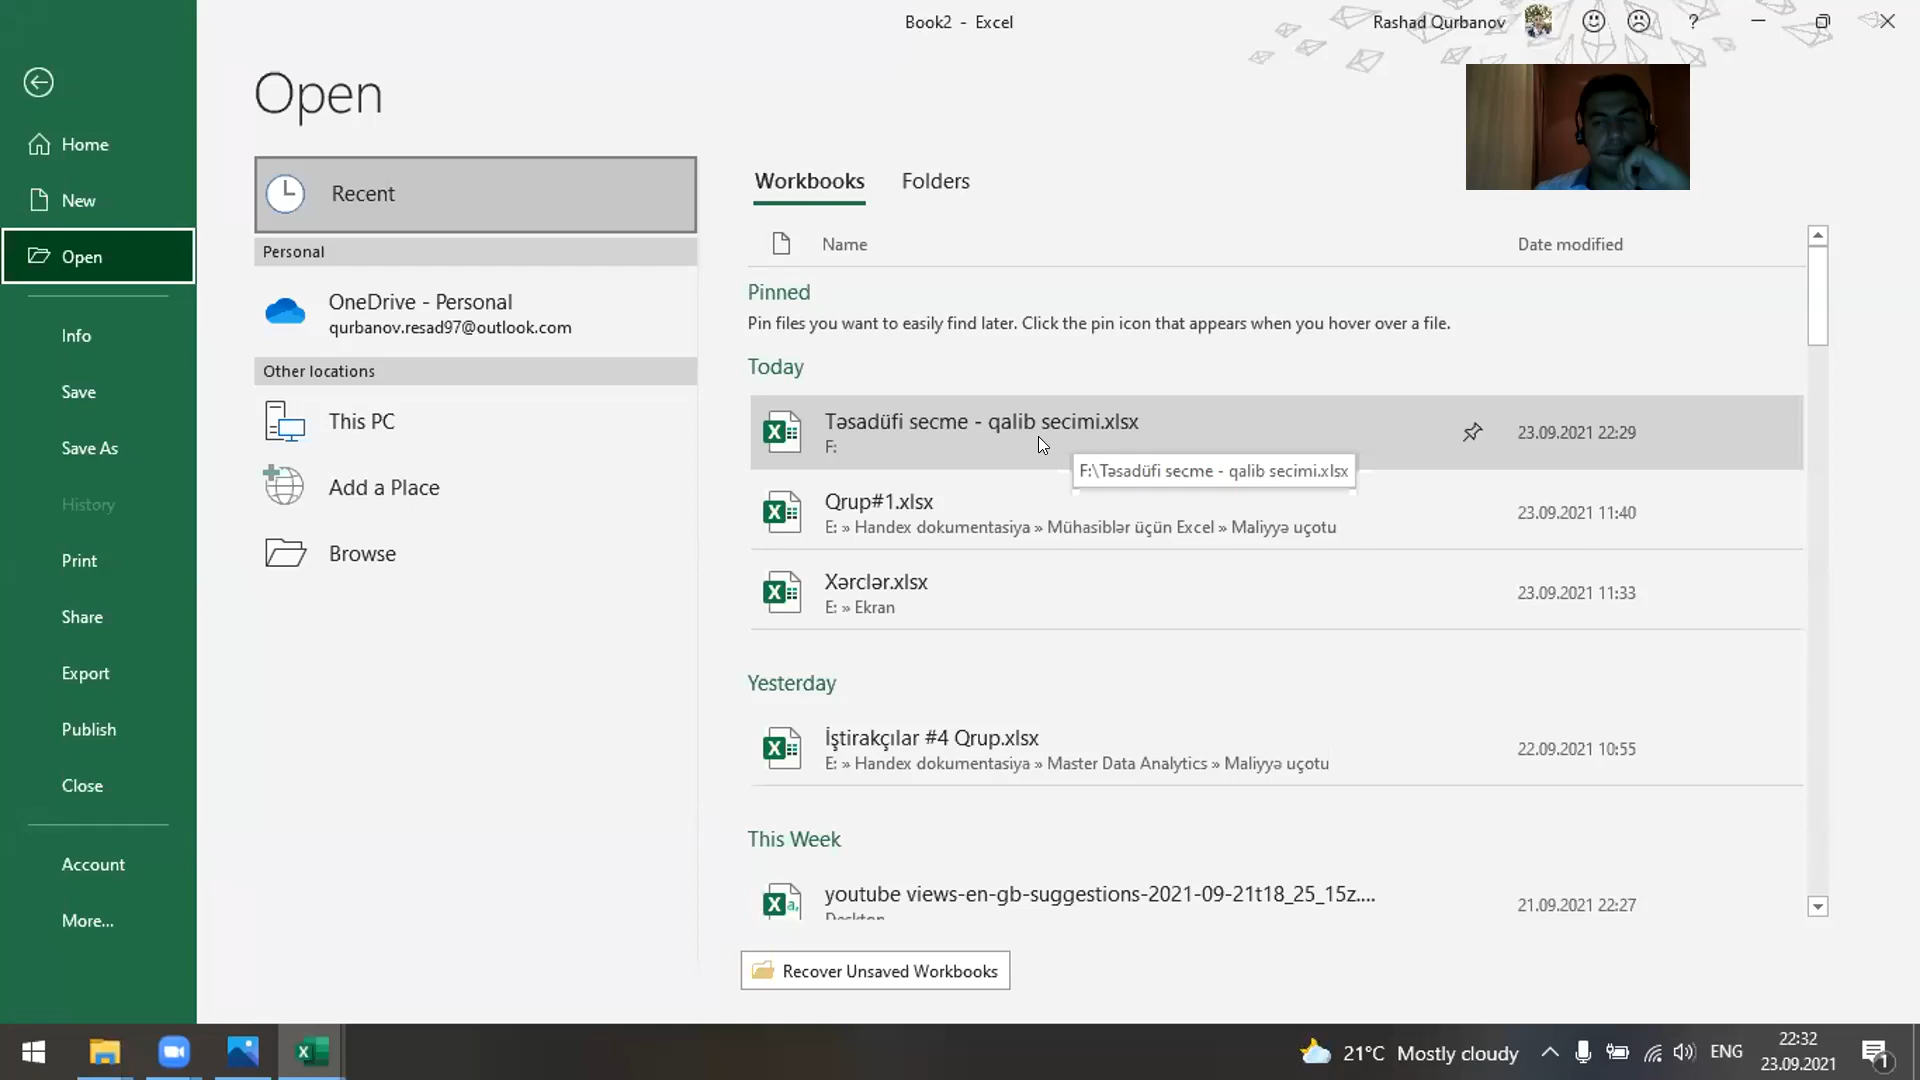 Book2 - Excel
Rashad Qurbanov
?
Open
Home
New
Open
Info
Save
Save As
History
Print
Share
Export
Publish
Close
Account
More...
Recent
Personal
OneDrive - Personal
qurbanov.resad97@outlook.com
Other locations
This PC
Add a Place
Browse
Workbooks
Folders
Name
Date modified
Pinned
Pin files you want to easily find later. Click the pin icon that appears when you hover over a file.
Today
Təsadüfi secme - qalib secimi.xlsx
F:
23.09.2021 22:29
F:\Təsadüfi secme - qalib secimi.xlsx
Qrup#1.xlsx
E: » Handex dokumentasiya » Mühasiblər üçün Excel » Maliyyə uçotu
23.09.2021 11:40
Xərclər.xlsx
E: » Ekran
23.09.2021 11:33
Yesterday
İştirakçılar #4 Qrup.xlsx
E: » Handex dokumentasiya » Master Data Analytics » Maliyyə uçotu
22.09.2021 10:55
This Week
youtube views-en-gb-suggestions-2021-09-21t18_25_15z....
Desktop
21.09.2021 22:27
Recover Unsaved Workbooks
21°C Mostly cloudy
ENG
22:32
23.09.2021
1